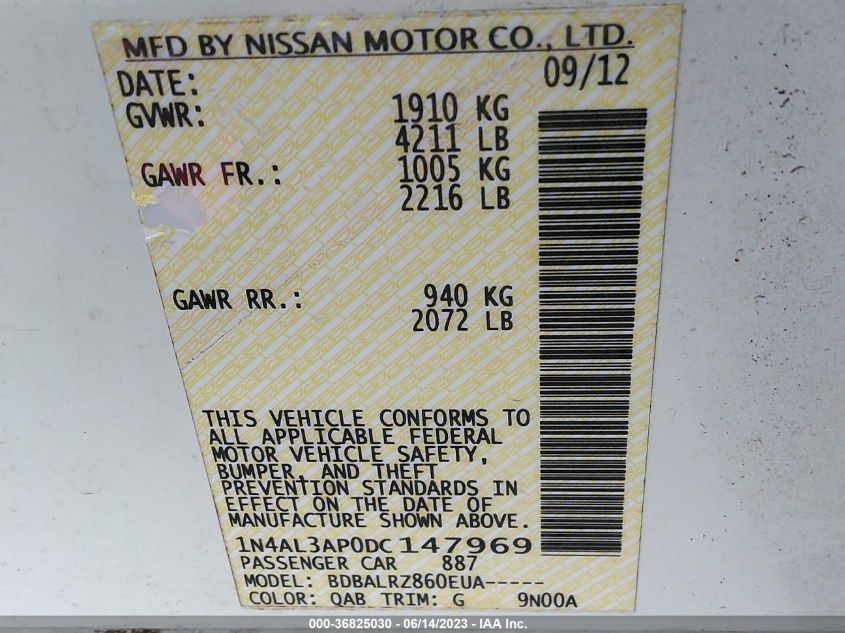 MFD BY NISSAN MOTOR CO., LTD.
DATE: 09/12
GVWR: 1910 KG
4211 LB
GAWR FR.: 1005 KG
2216 LB
GAWR RR.: 940 KG
2072 LB
THIS VEHICLE CONFORMS TO
ALL APPLICABLE FEDERAL
MOTOR VEHICLE SAFETY,
BUMPER, AND THEFT
PREVENTION STANDARDS IN
EFFECT ON THE DATE OF
MANUFACTURE SHOWN ABOVE.
1N4AL3AP0DC147969
PASSENGER CAR 887
MODEL: BDBALRZ860EUA-----
COLOR: QAB TRIM: G 9N00A
000-36825030 - 06/14/2023 - IAA Inc.